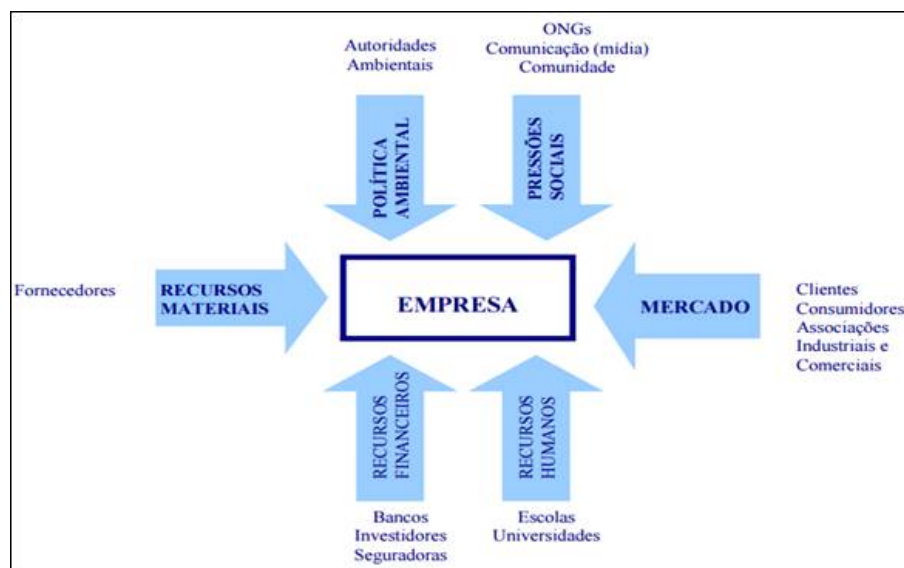 Autoridades
Ambientais
ONGs
Comunicação (mídia)
Comunidade
POLÍTICA
AMBIENTAL
PRESSÕES
SOCIAIS
Fornecedores
RECURSOS
MATERIAIS
EMPRESA
MERCADO
Clientes
Consumidores
Associações
Industriais e
Comerciais
RECURSOS
FINANCEIROS
RECURSOS
HUMANOS
Bancos
Investidores
Seguradoras
Escolas
Universidades